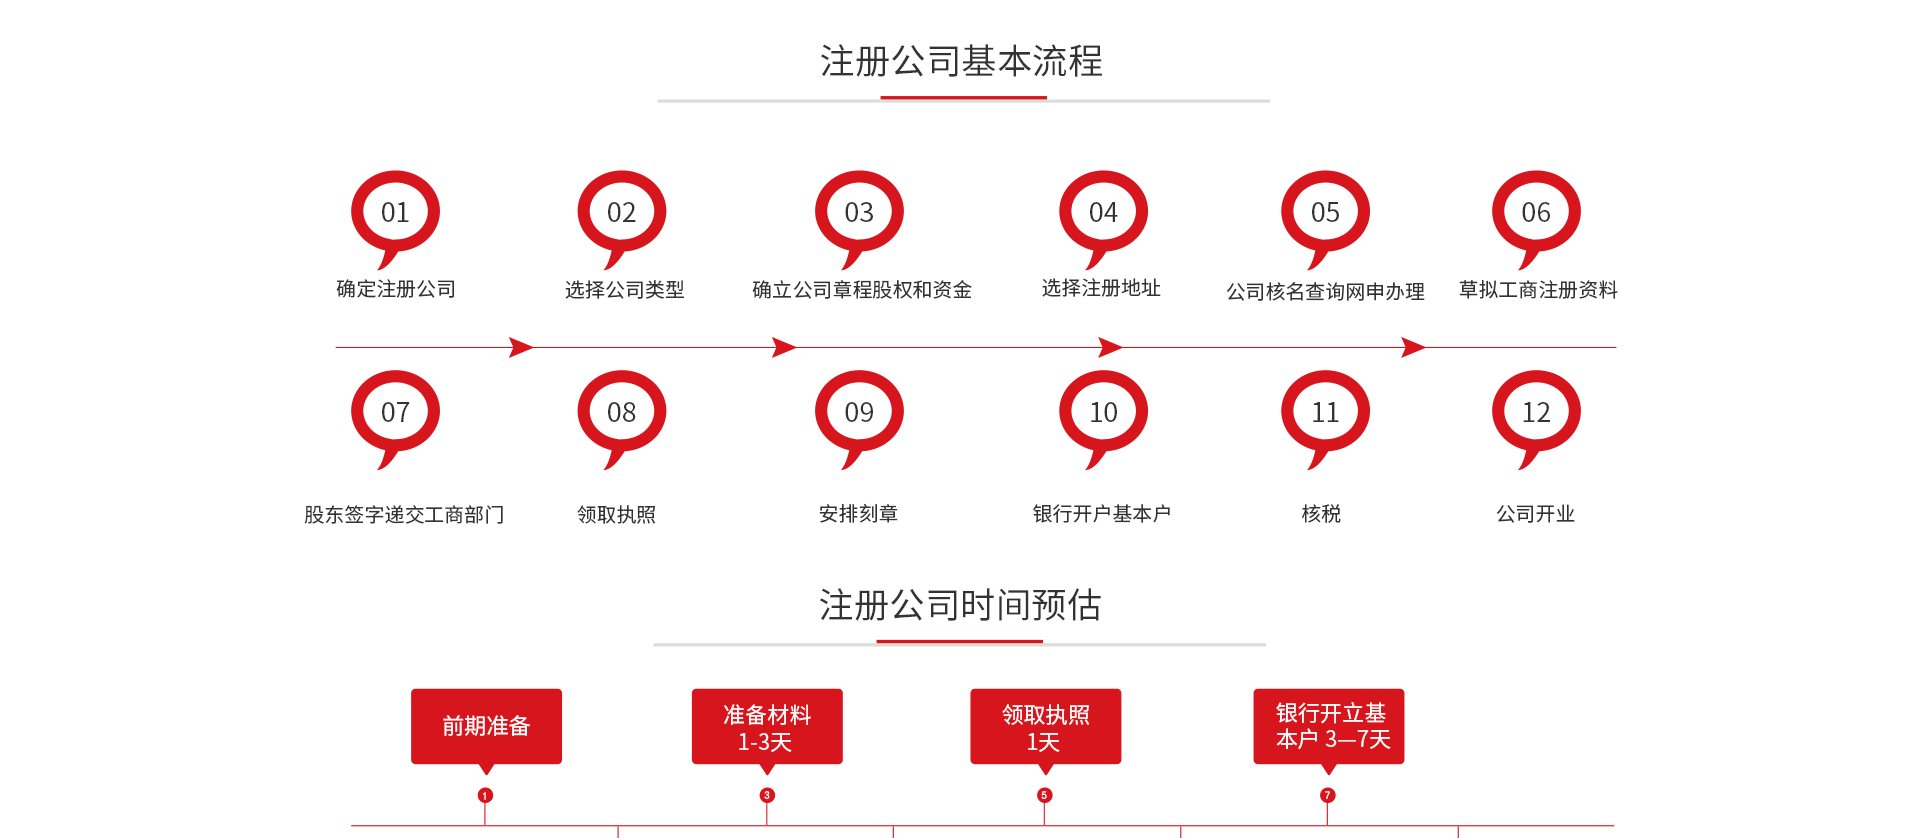 注册公司基本流程
01
02
03
04
05
06
确定注册公司
选择公司类型
确立公司章程股权和资金
选择注册地址
公司核名查询网申办理
草拟工商注册资料
07
08
09
10
11
12
股东签字递交工商部门
领取执照
安排刻章
银行开户基本户
核税
公司开业
注册公司时间预估
前期准备
准备材料
1-3天
领取执照
1天
银行开立基
本户 3—7天
1
3
5
7